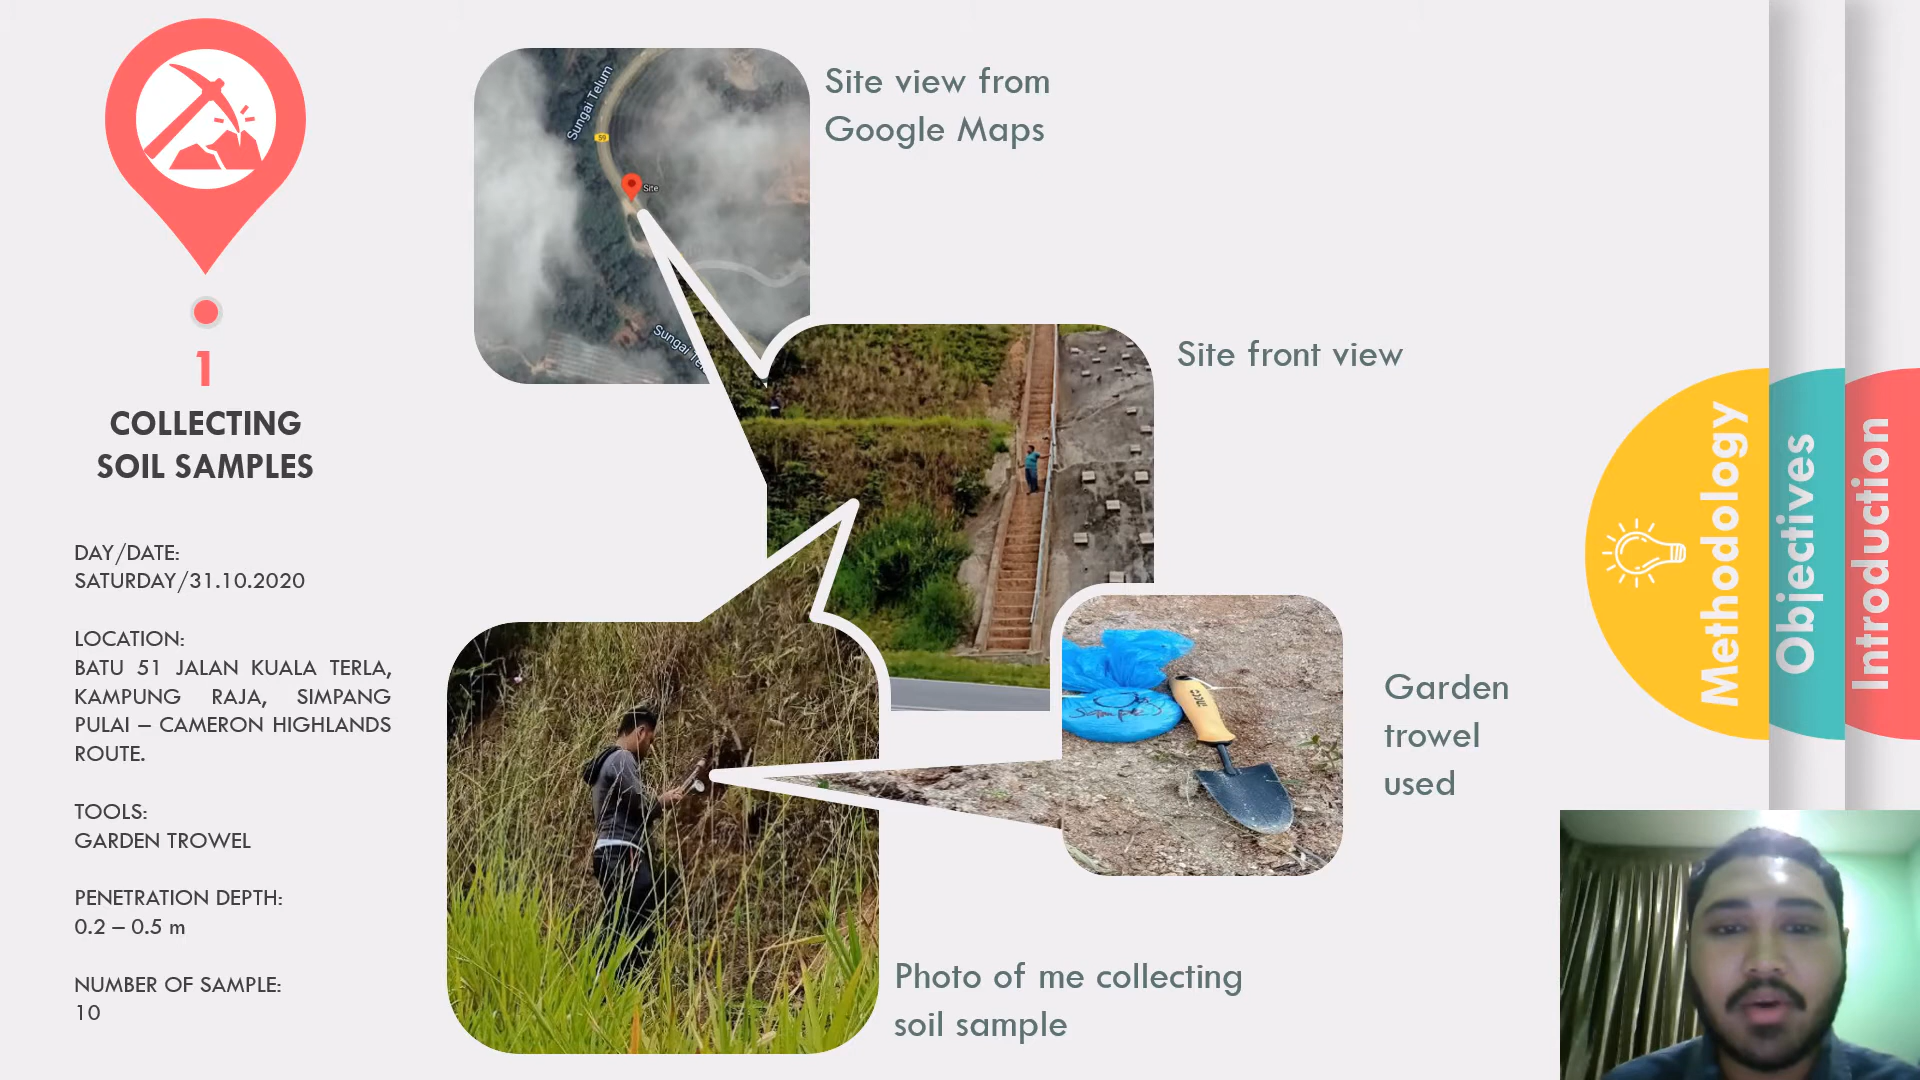 1
COLLECTING
SOIL SAMPLES
DAY/DATE:
SATURDAY/31.10.2020
LOCATION:
BATU 51 JALAN KUALA TERLA,
KAMPUNG RAJA, SIMPANG
PULAI – CAMERON HIGHLANDS
ROUTE.
TOOLS:
GARDEN TROWEL
PENETRATION DEPTH:
0.2 – 0.5 m
NUMBER OF SAMPLE:
10
Sungai Telum
59
Site
Sungai
Site view from
Google Maps
Site front view
Garden
trowel
used
Photo of me collecting
soil sample
Methodology
Objectives
Introduction